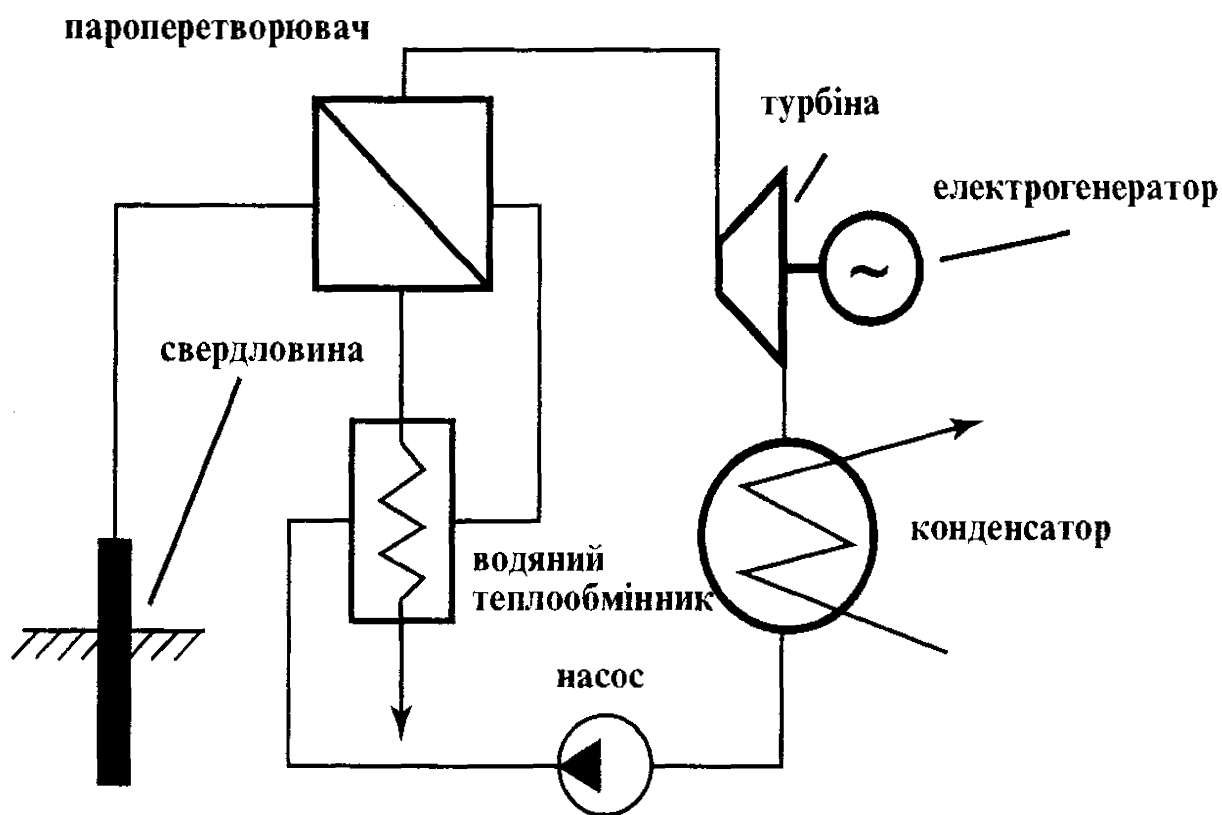 пароперетворювач
турбіна
електрогенератор
~
свердловина
конденсатор
водяний
теплообмінник
насос